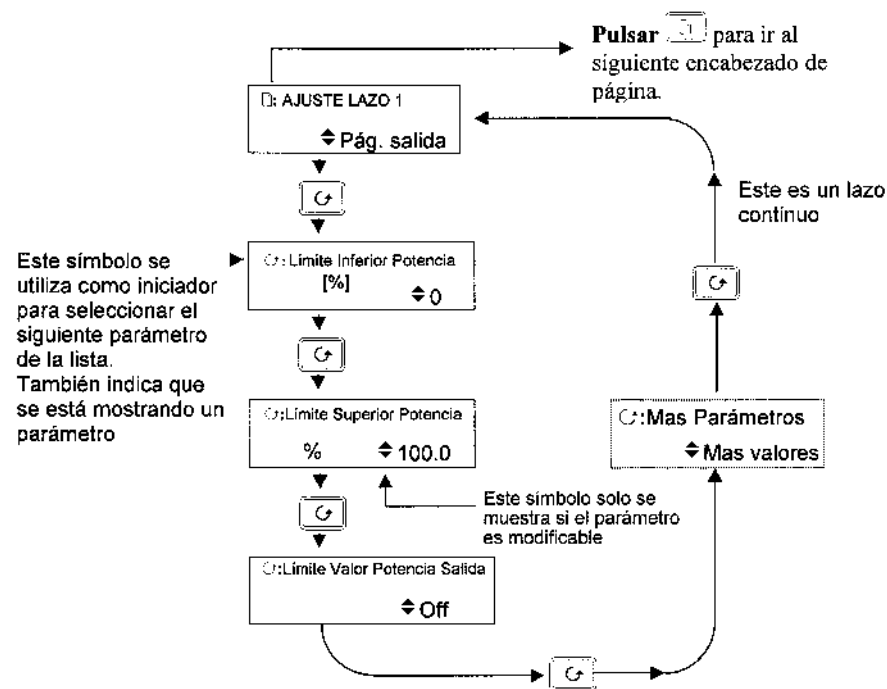 Pulsar para ir al
siguiente encabezado de
página.
: AJUSTE LAZO 1
Pág. salida
Este es un lazo
contínuo
Este símbolo se
utiliza como iniciador
para seleccionar el
siguiente parámetro
de la lista.
También indica que
se está mostrando un
parámetro
: Limite Inferior Potencia
[%]
0
:Límite Superior Potencia
% 100.0
Este símbolo solo se
muestra si el parámetro
es modificable
:Mas Parámetros
Mas valores
:Límite Valor Potencia Salida
Off